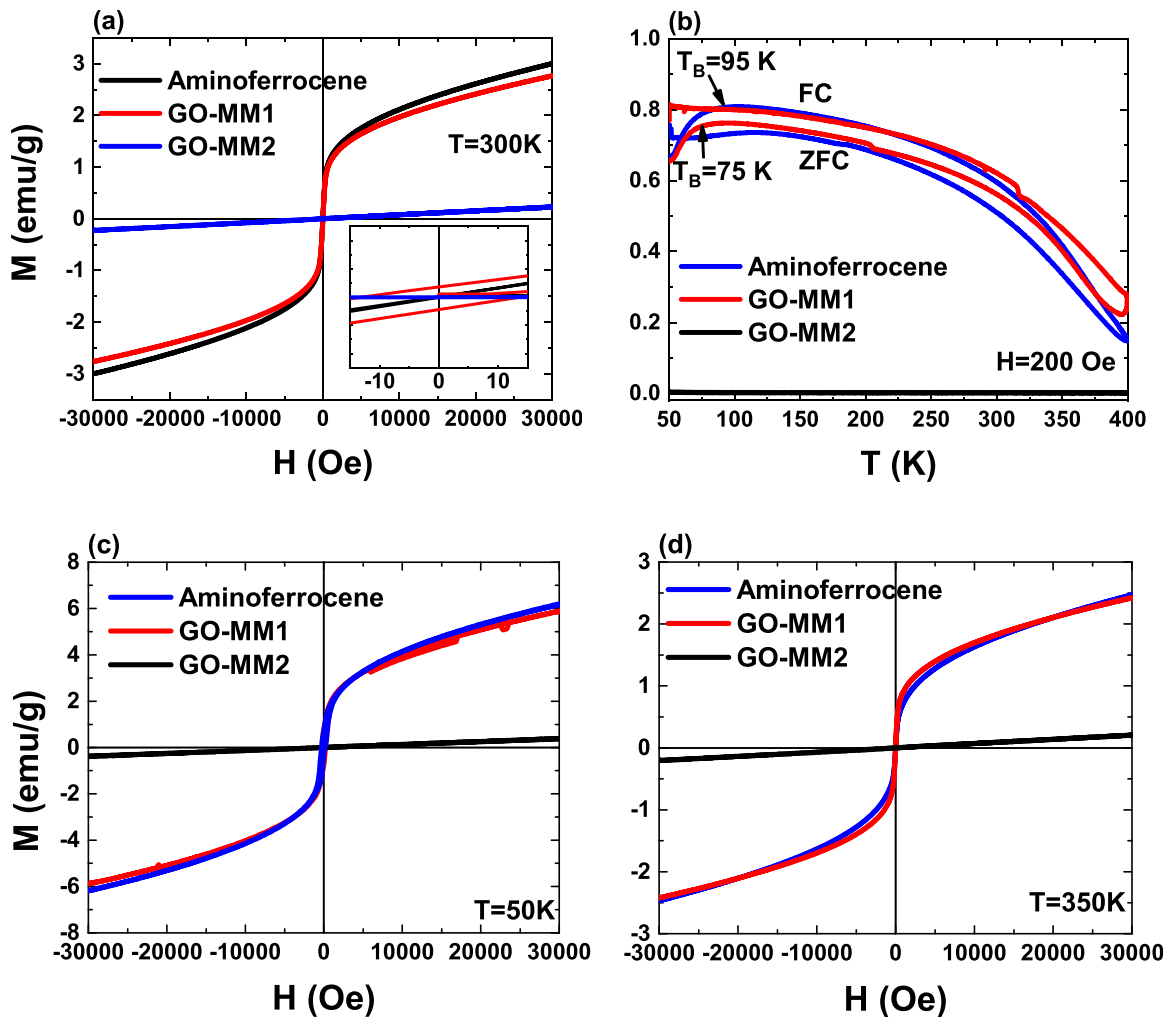 (a)
3
2
1
0
-1
-2
-3
M (emu/g)
Aminoferrocene
GO-MM1
GO-MM2
T=300K
-10 0 10
-30000 -20000 -10000 0 10000 20000 30000
H (Oe)
(b)
1.0
0.8
0.6
0.4
0.2
0.0
TB=95 K
FC
ZFC
TB=75 K
Aminoferrocene
GO-MM1
GO-MM2
H=200 Oe
50 100 150 200 250 300 350 400
T (K)
(c)
8
6
4
2
0
-2
-4
-6
-8
M (emu/g)
Aminoferrocene
GO-MM1
GO-MM2
T=50K
-30000 -20000 -10000 0 10000 20000 30000
H (Oe)
(d)
3
2
1
0
-1
-2
-3
Aminoferrocene
GO-MM1
GO-MM2
T=350K
-30000 -20000 -10000 0 10000 20000 30000
H (Oe)